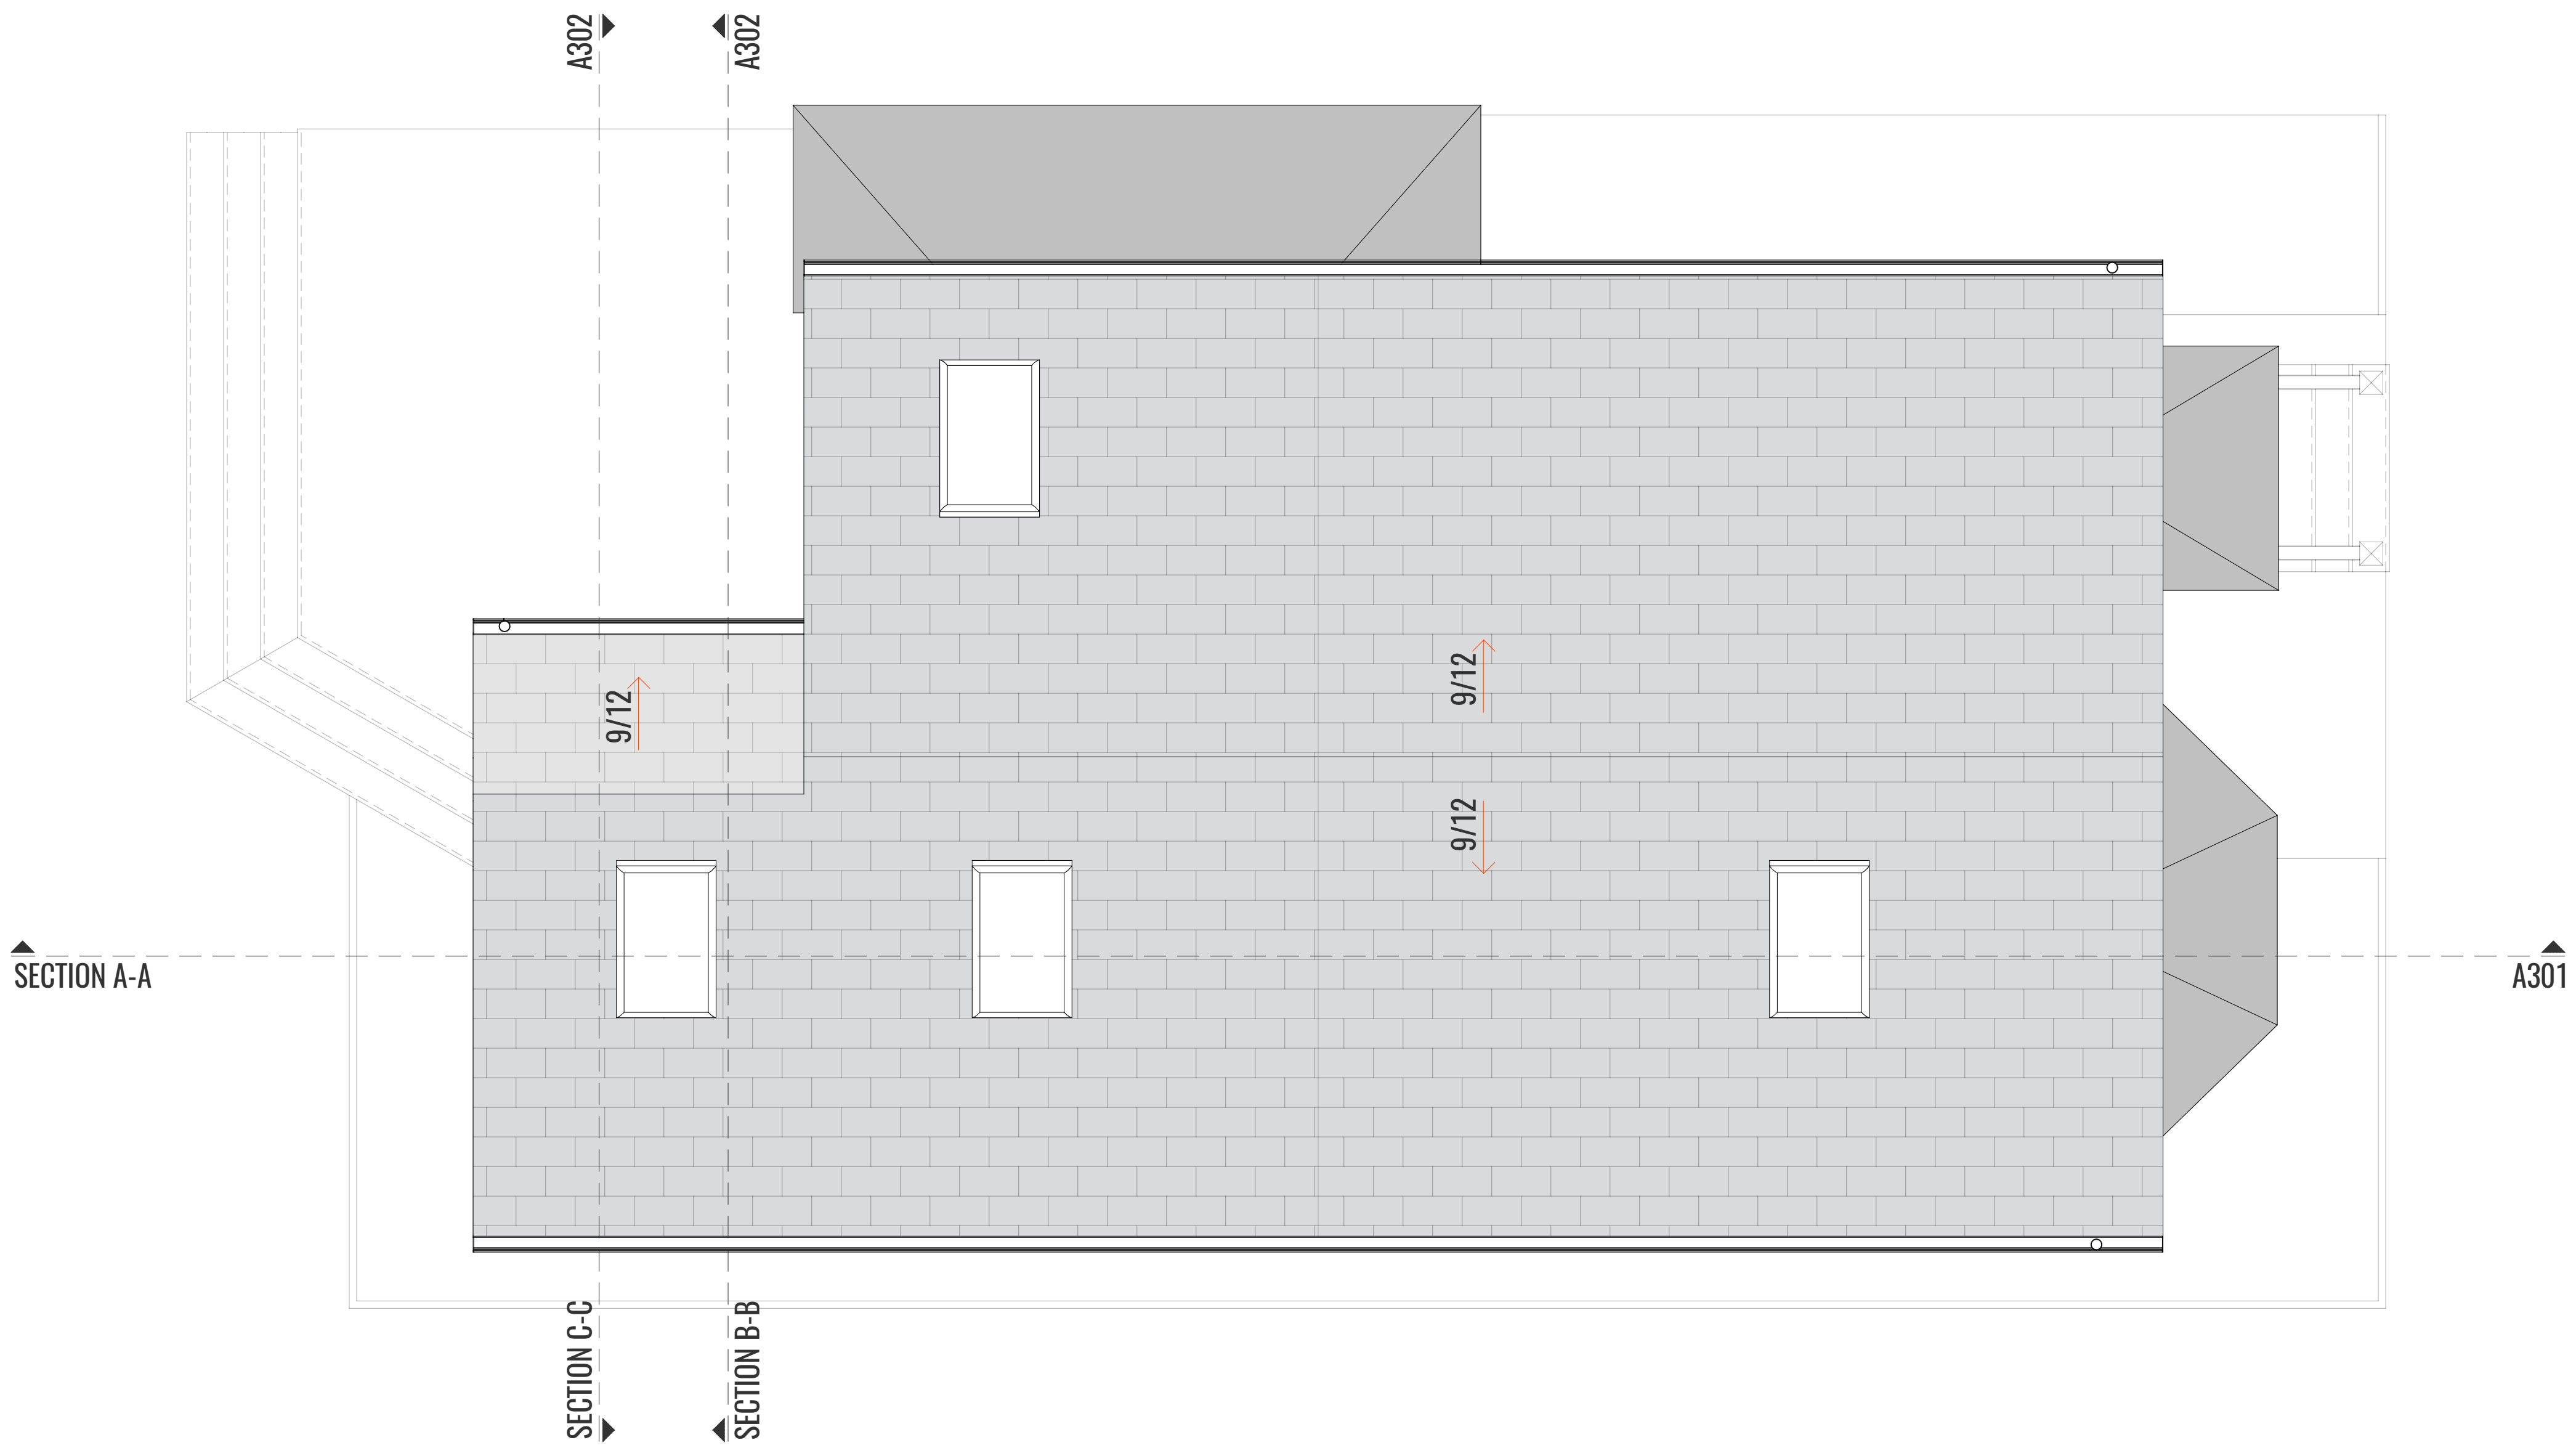 A302
A302
9/12
9/12
9/12
SECTION A-A
A301
SECTION C-C
SECTION B-B